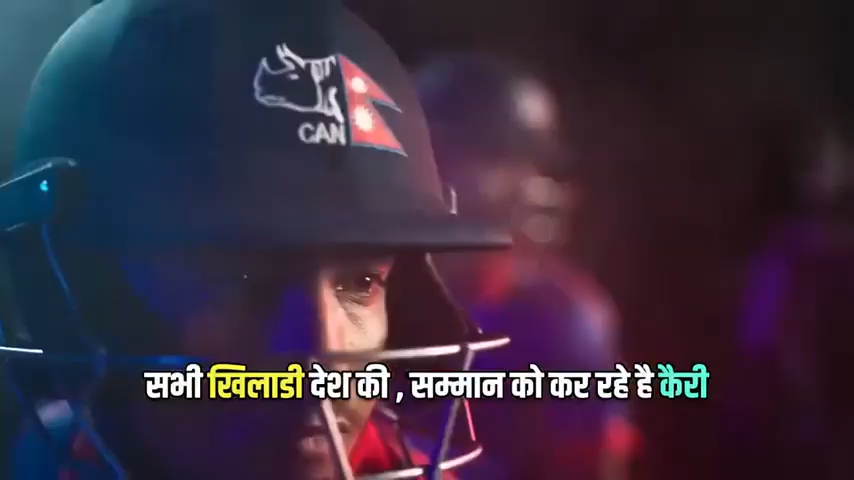 CAN
सभी खिलाडी देश की , सम्मान को कर रहे है कैरी